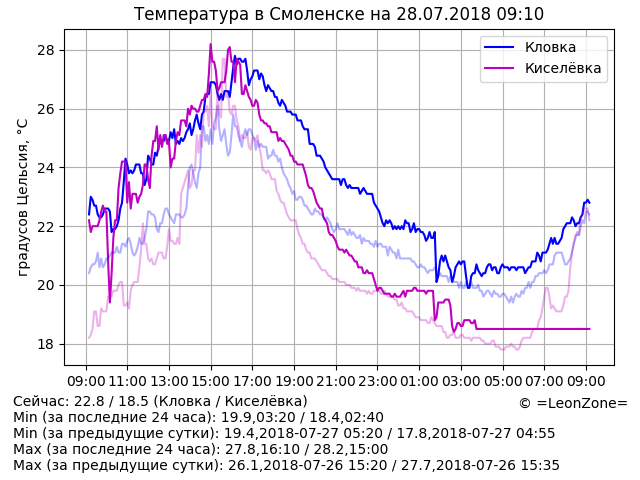 Температура в Смоленске на 28.07.2018 09:10
Кловка
Киселёвка
градусов Цельсия, °C
28
26
24
22
20
18
09:00 11:00 13:00 15:00 17:00 19:00 21:00 23:00 01:00 03:00 05:00 07:00 09:00
Сейчас: 22.8 / 18.5 (Кловка / Киселёвка)
© =LeonZone=
Min (за последние 24 часа): 19.9,03:20 / 18.4,02:40
Min (за предыдущие сутки): 19.4,2018-07-27 05:20 / 17.8,2018-07-27 04:55
Max (за последние 24 часа): 27.8,16:10 / 28.2,15:00
Max (за предыдущие сутки): 26.1,2018-07-26 15:20 / 27.7,2018-07-26 15:35